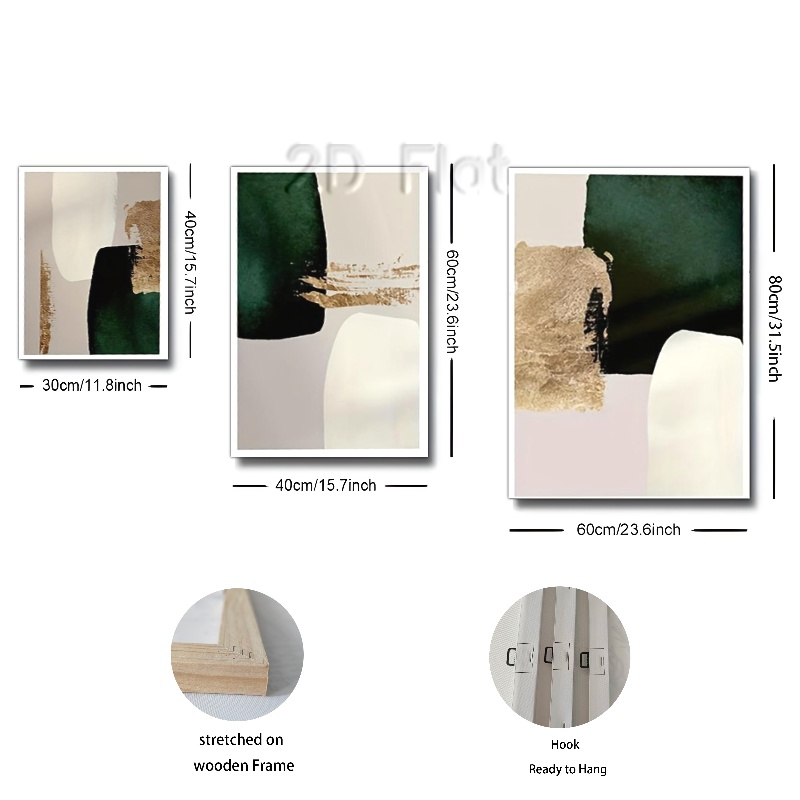 2D Flat
40cm/15.7inch
30cm/11.8inch
60cm/23.6inch
40cm/15.7inch
80cm/31.5inch
60cm/23.6inch
stretched on
wooden Frame
Hook
Ready to Hang